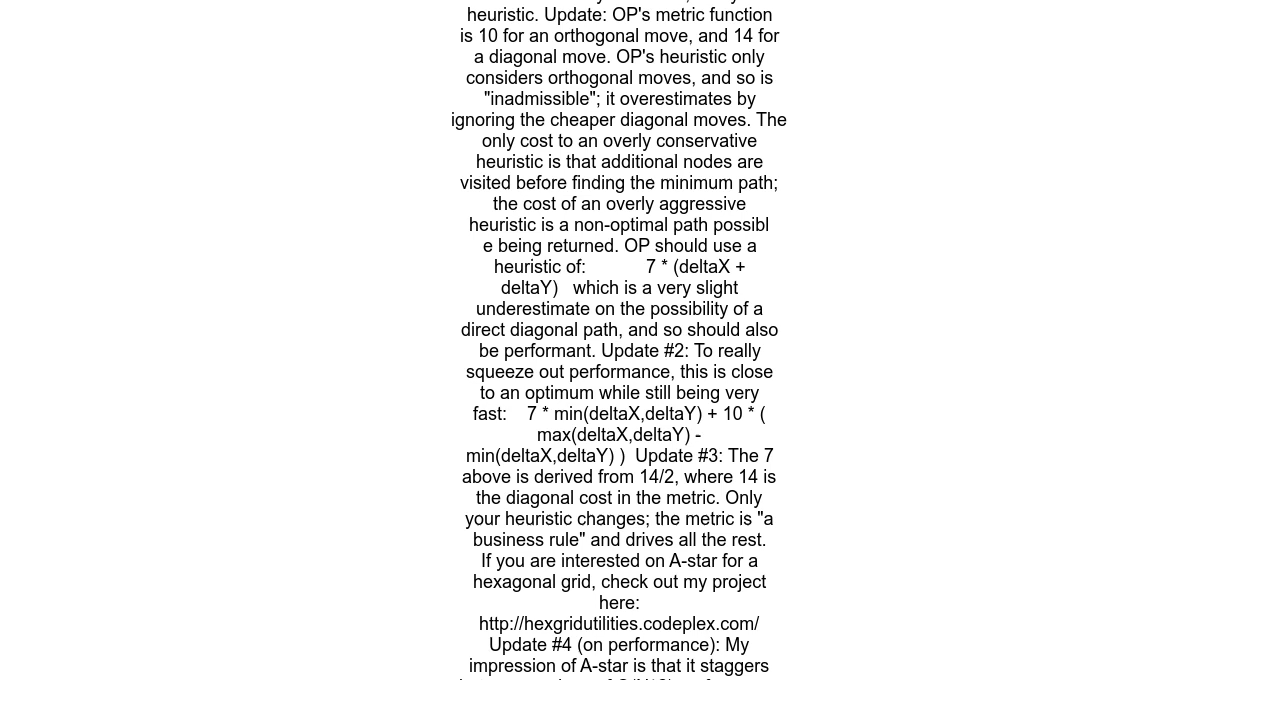 heuristic. Update: OP's metric function
is 10 for an orthogonal move, and 14 for
a diagonal move. OP's heuristic only
considers orthogonal moves, and so is
"inadmissible"; it overestimates by
ignoring the cheaper diagonal moves. The
only cost to an overly conservative
heuristic is that additional nodes are
visited before finding the minimum path;
the cost of an overly aggressive
heuristic is a non-optimal path possibl
e being returned. OP should use a
heuristic of:            7 * (deltaX +
deltaY)   which is a very slight
underestimate on the possibility of a
direct diagonal path, and so should also
be performant. Update #2: To really
squeeze out performance, this is close
to an optimum while still being very
fast:    7 * min(deltaX,deltaY) + 10 * (
max(deltaX,deltaY) -
min(deltaX,deltaY) )  Update #3: The 7
above is derived from 14/2, where 14 is
the diagonal cost in the metric. Only
your heuristic changes; the metric is "a
business rule" and drives all the rest.
If you are interested on A-star for a
hexagonal grid, check out my project
here:
http://hexgridutilities.codeplex.com/
Update #4 (on performance): My
impression of A-star is that it staggers